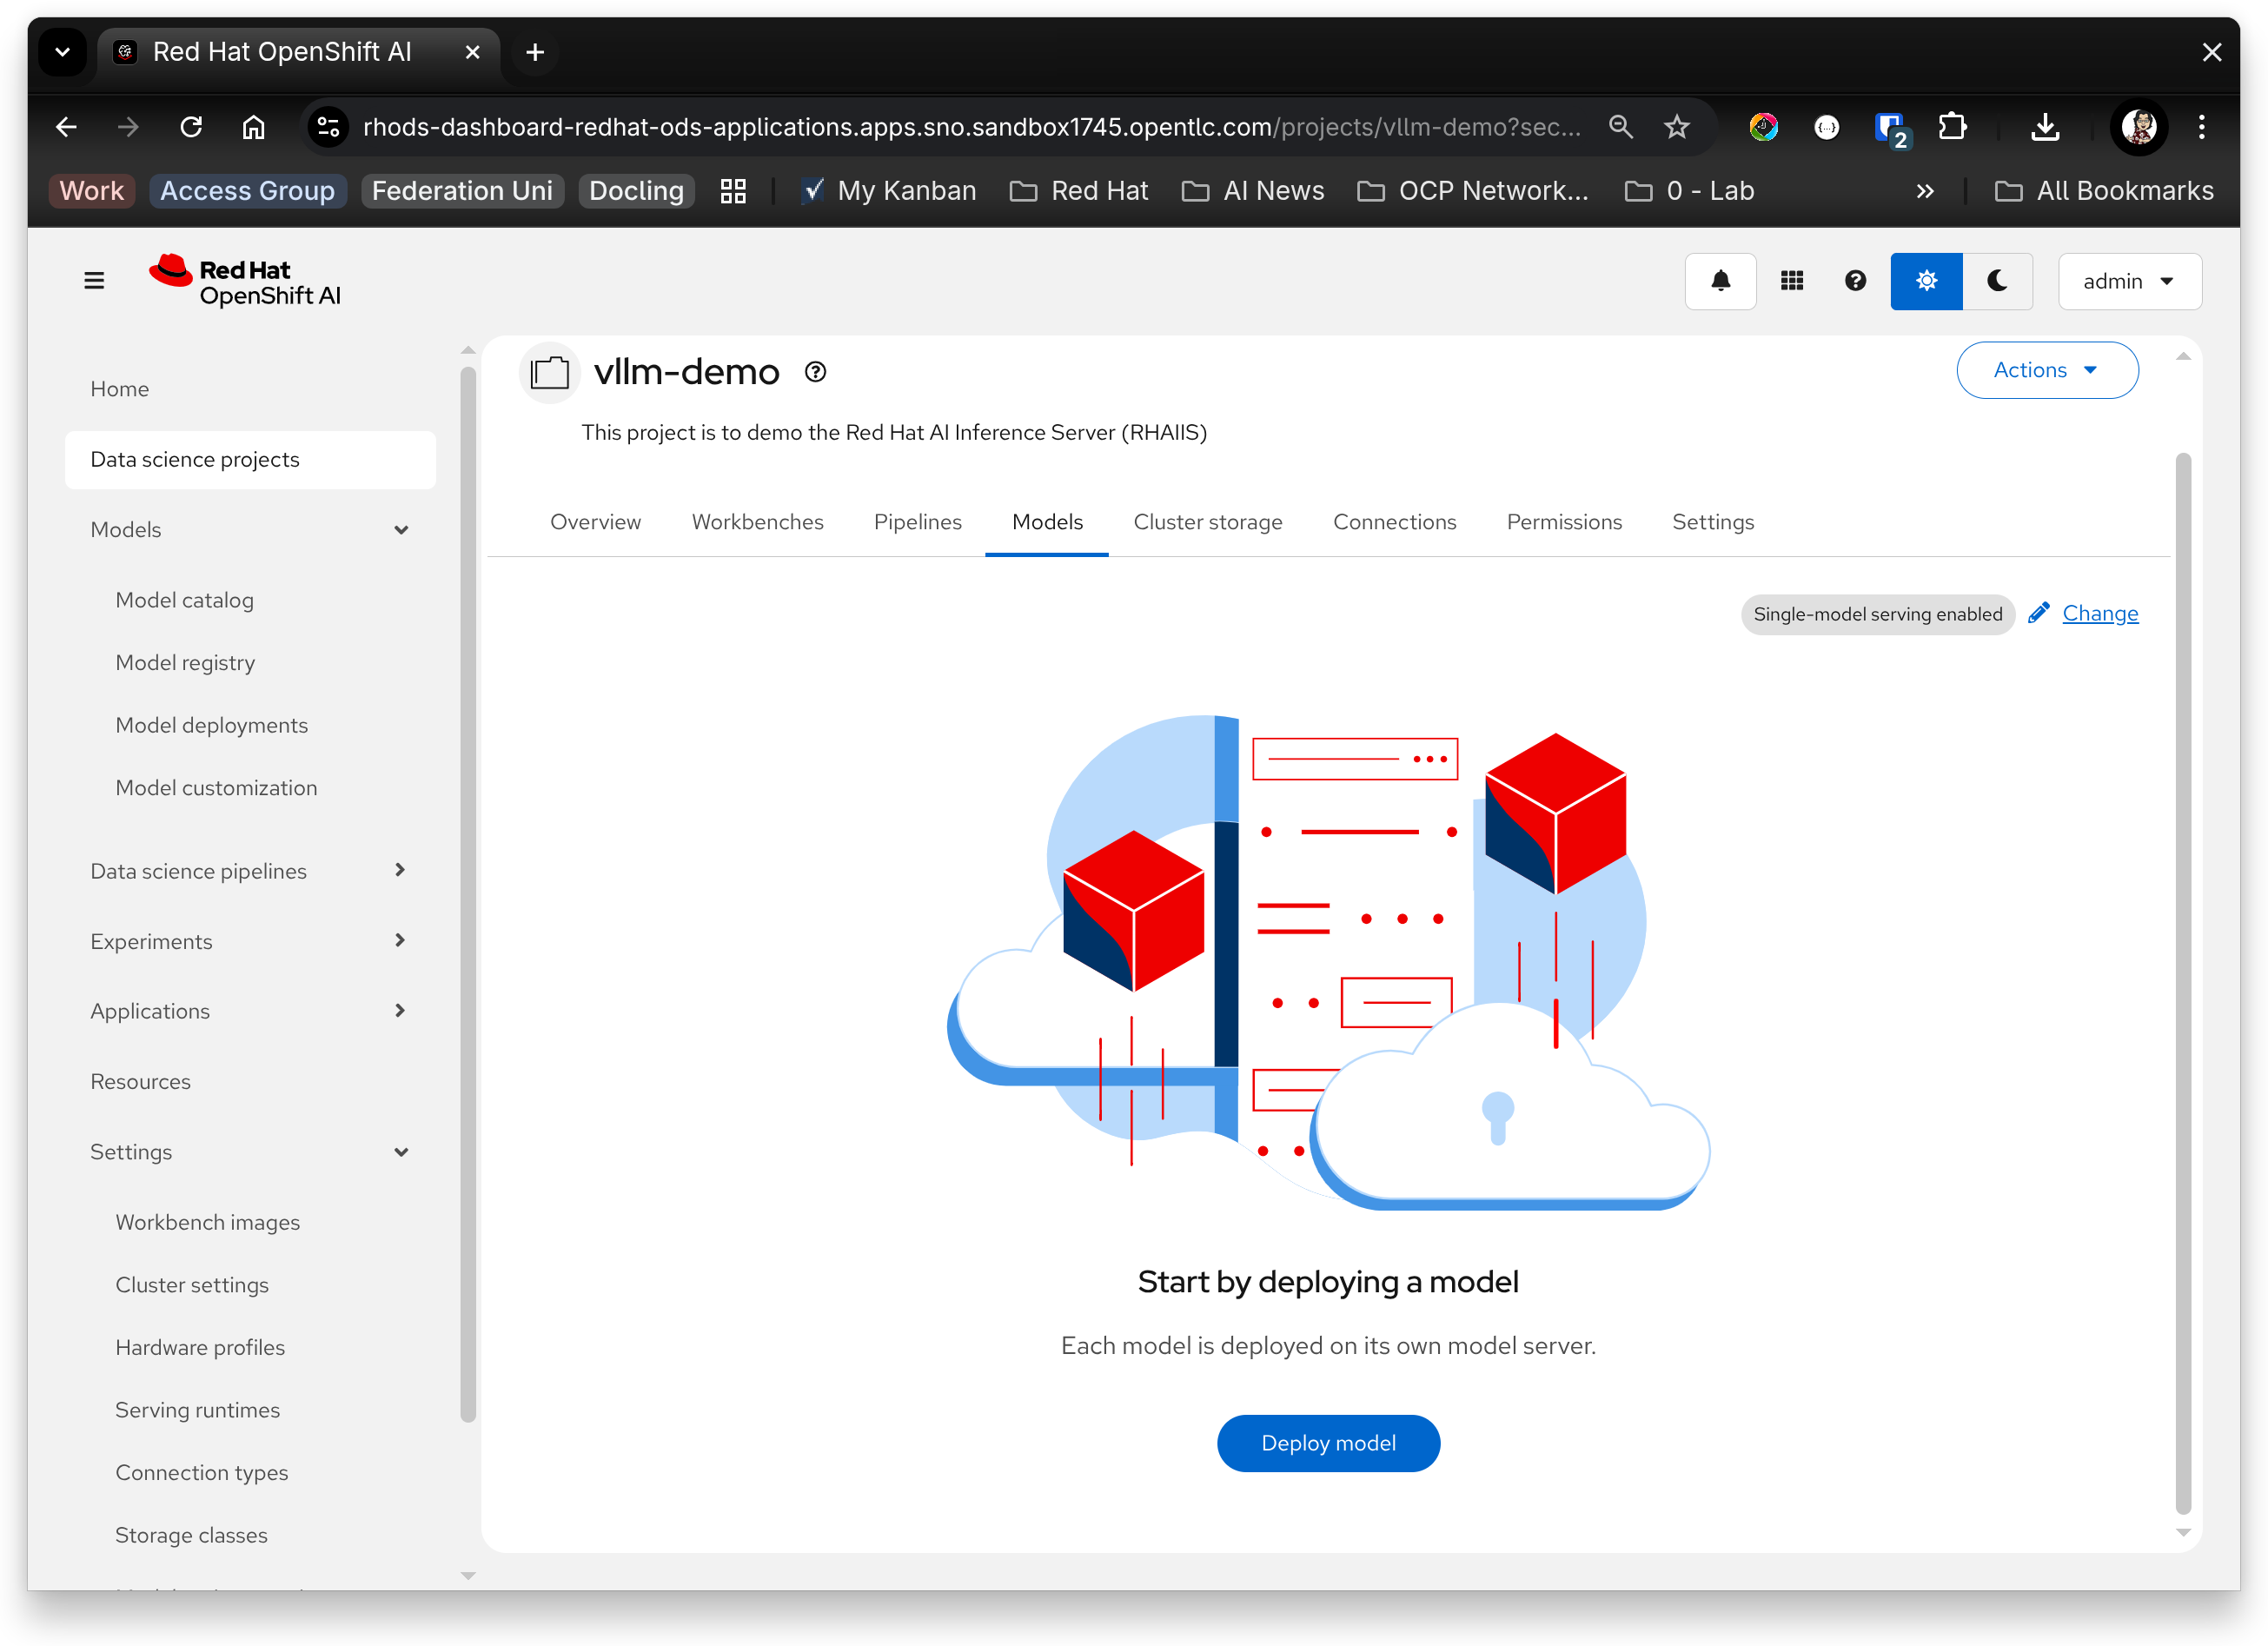 Red Hat OpenShift AI
rhods-dashboard-redhat-ods-applications.apps.sno.sandbox1745.opentlc.com/projects/vllm-demo?sec...
2
Work
Access Group
Federation Uni
Docling
My Kanban
Red Hat
AI News
OCP Network...
0 - Lab
All Bookmarks
Red Hat
OpenShift AI
admin
Home
Data science projects
Models
Model catalog
Model registry
Model deployments
Model customization
Data science pipelines
Experiments
Applications
Resources
Settings
Workbench images
Cluster settings
Hardware profiles
Serving runtimes
Connection types
Storage classes
vllm-demo
Actions
This project is to demo the Red Hat AI Inference Server (RHAIIS)
Overview
Workbenches
Pipelines
Models
Cluster storage
Connections
Permissions
Settings
Single-model serving enabled
Change
Start by deploying a model
Each model is deployed on its own model server.
Deploy model